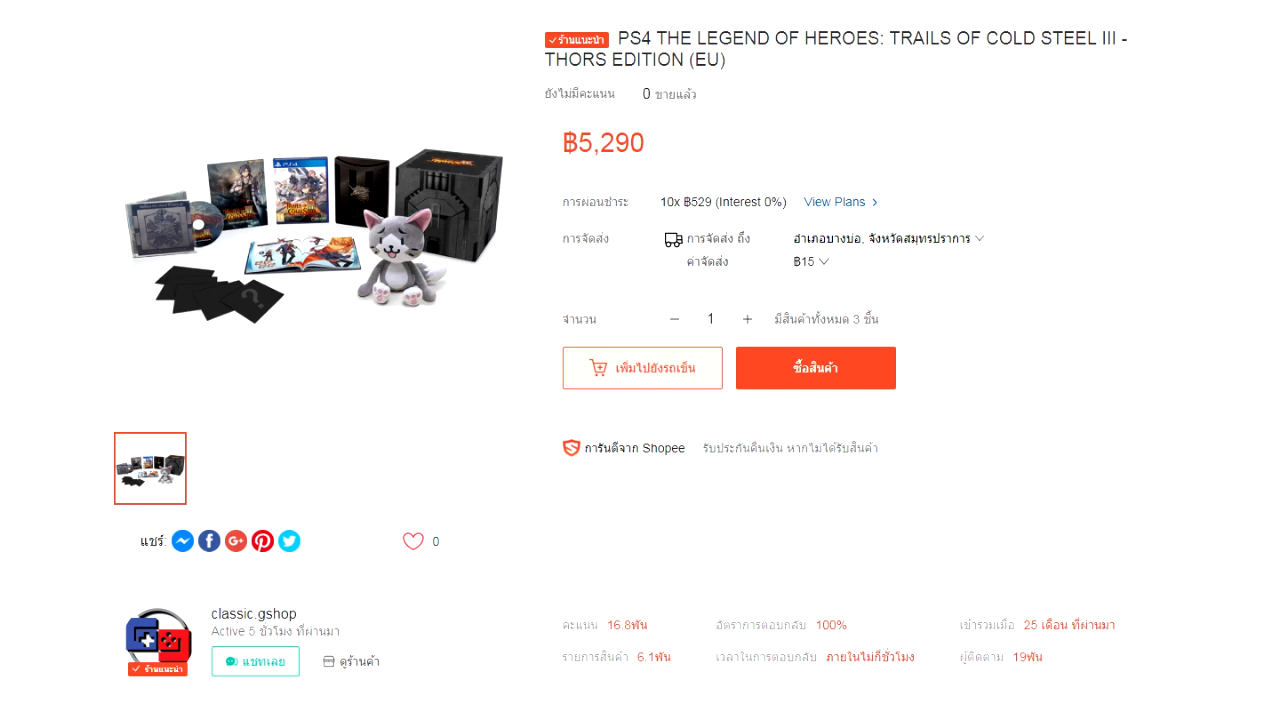 ร้านแนะนำ PS4 THE LEGEND OF HEROES: TRAILS OF COLD STEEL III -
THORS EDITION (EU)
ยังไม่มีคะแนน 0 ขายแล้ว
฿5,290
การผอนชำระ 10x ฿529 (Interest 0%) View Plans
การจัดส่ง การจัดส่ง ถึง อำเภอบางบ่อ, จังหวัดสมุทรปราการ
ค่าจัดส่ง ฿15
จำนวน 1 มีสินค้าทั้งหมด 3 ชิ้น
เพิ่มไปยังรถเข็น ซื้อสินค้า
การันตีจาก Shopee รับประกันคืนเงิน หากไม่ได้รับสินค้า
แชร์: 0
classic.gshop
Active 5 ชั่วโมง ที่ผ่านมา
ร้านแนะนำ
แชทเลย ดูร้านค้า
คะแนน 16.8พัน อัตราการตอบกลับ 100% เข้าร่วมเมื่อ 25 เดือน ที่ผ่านมา
รายการสินค้า 6.1พัน เวลาในการตอบกลับ ภายในไม่กี่ชั่วโมง ผู้ติดตาม 19พัน